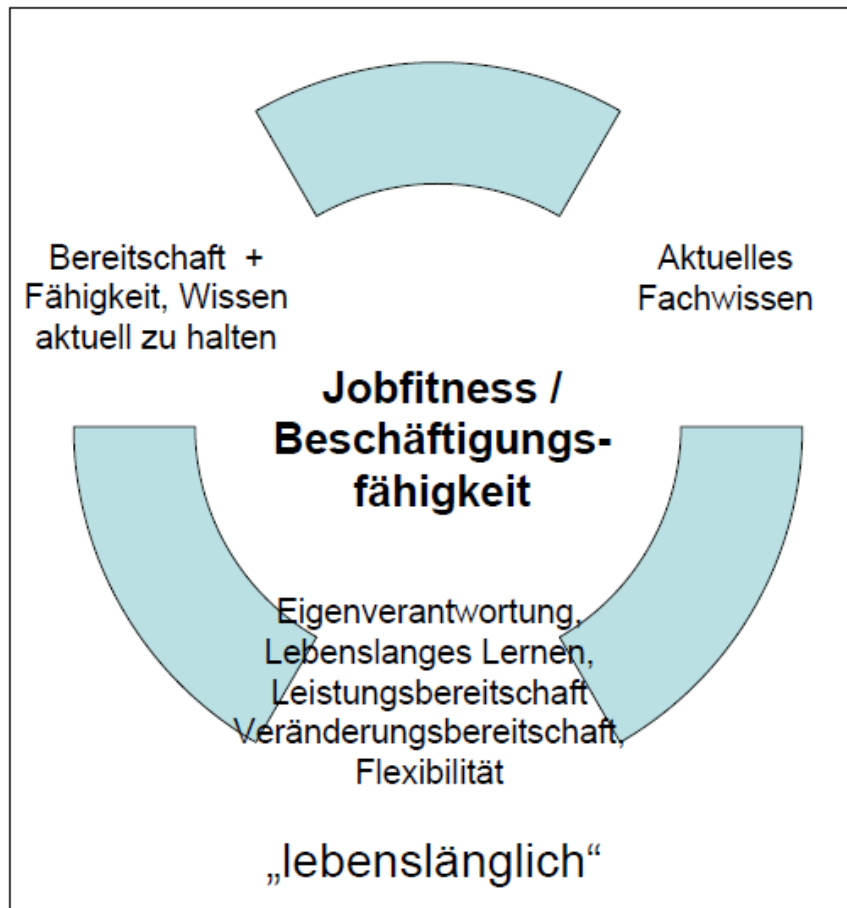 Bereitschaft +
Fähigkeit, Wissen
aktuell zu halten
Aktuelles
Fachwissen
Jobfitness /
Beschäftigungs-
fähigkeit
Eigenverantwortung,
Lebenslanges Lernen,
Leistungsbereitschaft
Veränderungsbereitschaft,
Flexibilität
„lebenslänglich“